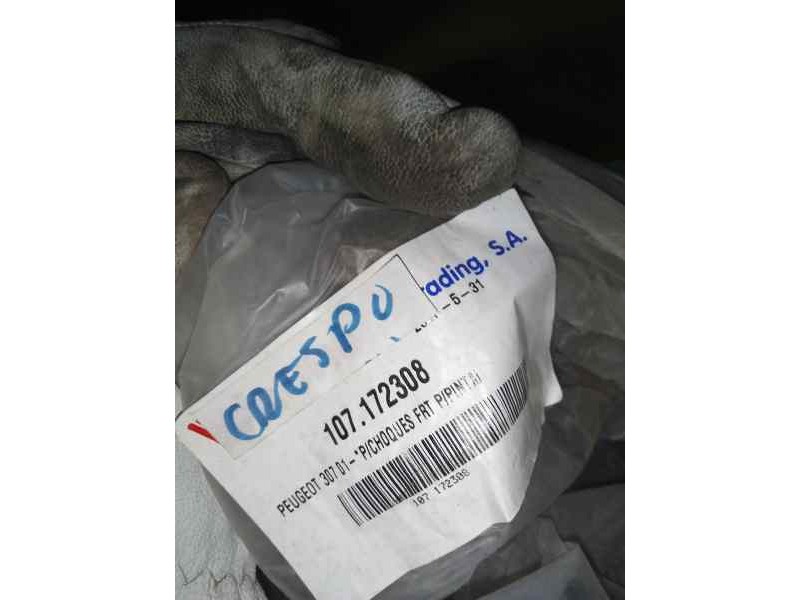 rading, S.A.
-5-31
CRESPO
107.172308
PEUGEOT 307 01-*P/CHOQUES FRT P/PINTAR
107 172308